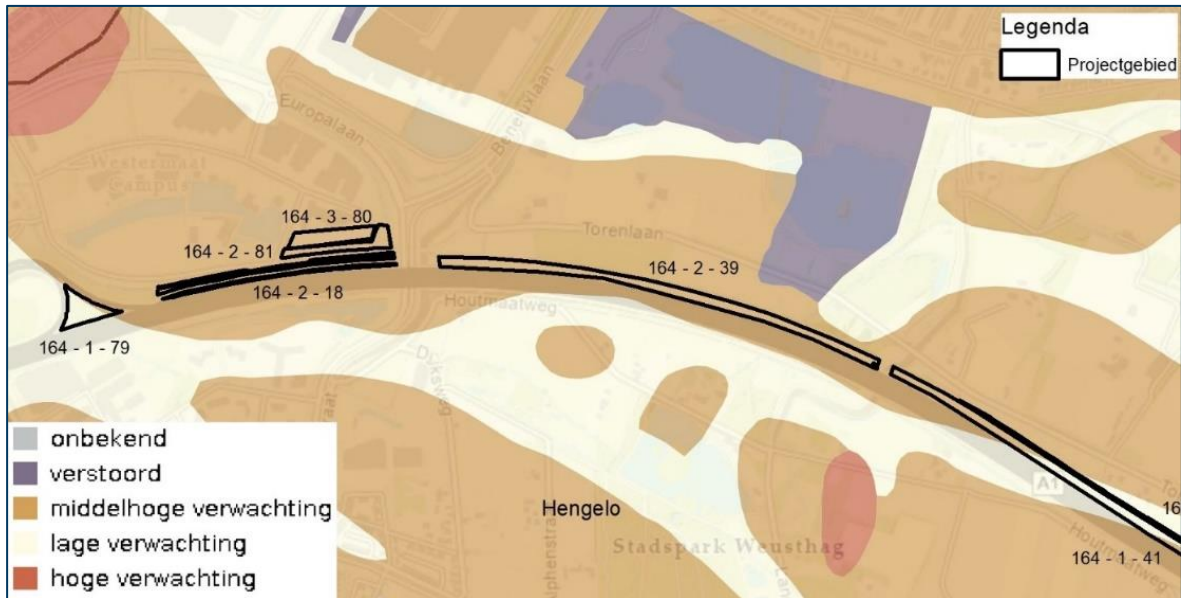 Legenda
Projectgebied
Europalaan
Beneluxlaan
Westermaat
Campus
164 - 3 - 80
164 - 2 - 81
164 - 2 - 18
Torenlaan
164 - 2 - 39
Houtmaatweg
164 - 1 - 79
Dijksweg
A1
Hengelo
Stadspark Weusthag
Houtmaatweg
164 - 1 - 41
onbekend
verstoord
middelhoge verwachting
lage verwachting
hoge verwachting